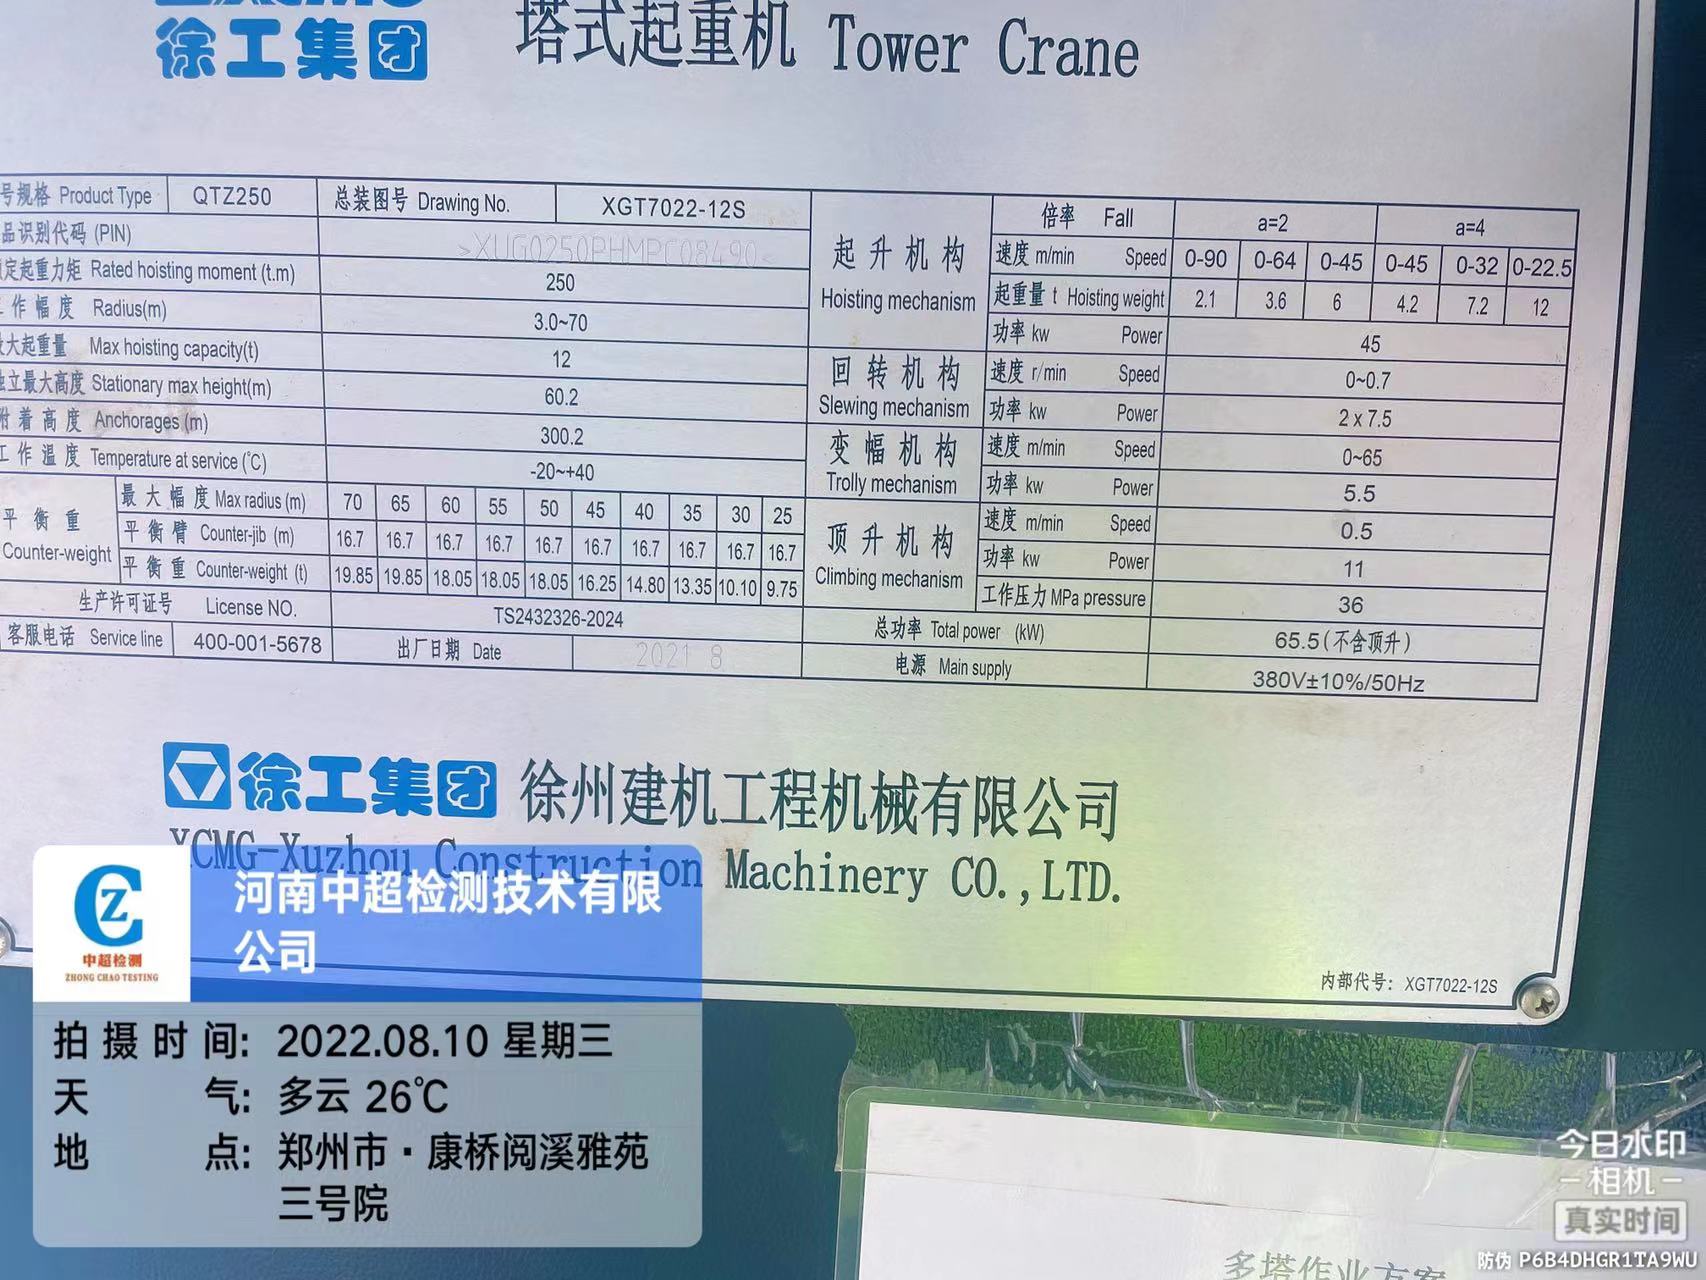 徐工集团
塔式起重机 Tower Crane
号规格 Product Type QTZ250 总装图号 Drawing No. XGT7022-12S
品识别代码 (PIN) >XUG0250PHMPC08490<
定起重力矩 Rated hoisting moment (t.m) 250
工作幅度 Radius(m) 3.0~70
最大起重量 Max hoisting capacity(t) 12
独立最大高度 Stationary max height(m) 60.2
附着高度 Anchorages (m) 300.2
工作温度 Temperature at service (℃) -20~+40
平衡重 Counter-weight
最大幅度 Max radius (m) 70 65 60 55 50 45 40 35 30 25
平衡臂 Counter-jib (m) 16.7 16.7 16.7 16.7 16.7 16.7 16.7 16.7 16.7 16.7
平衡重 Counter-weight (t) 19.85 19.85 18.05 18.05 18.05 16.25 14.80 13.35 10.10 9.75
生产许可证号 License NO. TS2432326-2024
客服电话 Service line 400-001-5678 出厂日期 Date 2021 8
起升机构 Hoisting mechanism
倍率 Fall a=2 a=4
速度 m/min Speed 0-90 0-64 0-45 0-45 0-32 0-22.5
起重量 t Hoisting weight 2.1 3.6 6 4.2 7.2 12
功率 kw Power 45
回转机构 Slewing mechanism
速度 r/min Speed 0~0.7
功率 kw Power 2 x 7.5
变幅机构 Trolly mechanism
速度 m/min Speed 0~65
功率 kw Power 5.5
顶升机构 Climbing mechanism
速度 m/min Speed 0.5
功率 kw Power 11
工作压力 MPa pressure 36
总功率 Total power (kW) 65.5(不含顶升)
电源 Main supply 380V±10%/50Hz
徐工集团 徐州建机工程机械有限公司
XCMG-Xuzhou Construction Machinery CO.,LTD.
内部代号: XGT7022-12S
CZ
中超检测
ZHONG CHAO TESTING
河南中超检测技术有限
公司
拍摄时间: 2022.08.10 星期三
天气: 多云 26℃
地点: 郑州市·康桥阅溪雅苑
三号院
多塔作业方案
今日水印
相机
真实时间
防伪 P6B4DHGR1TA9WU